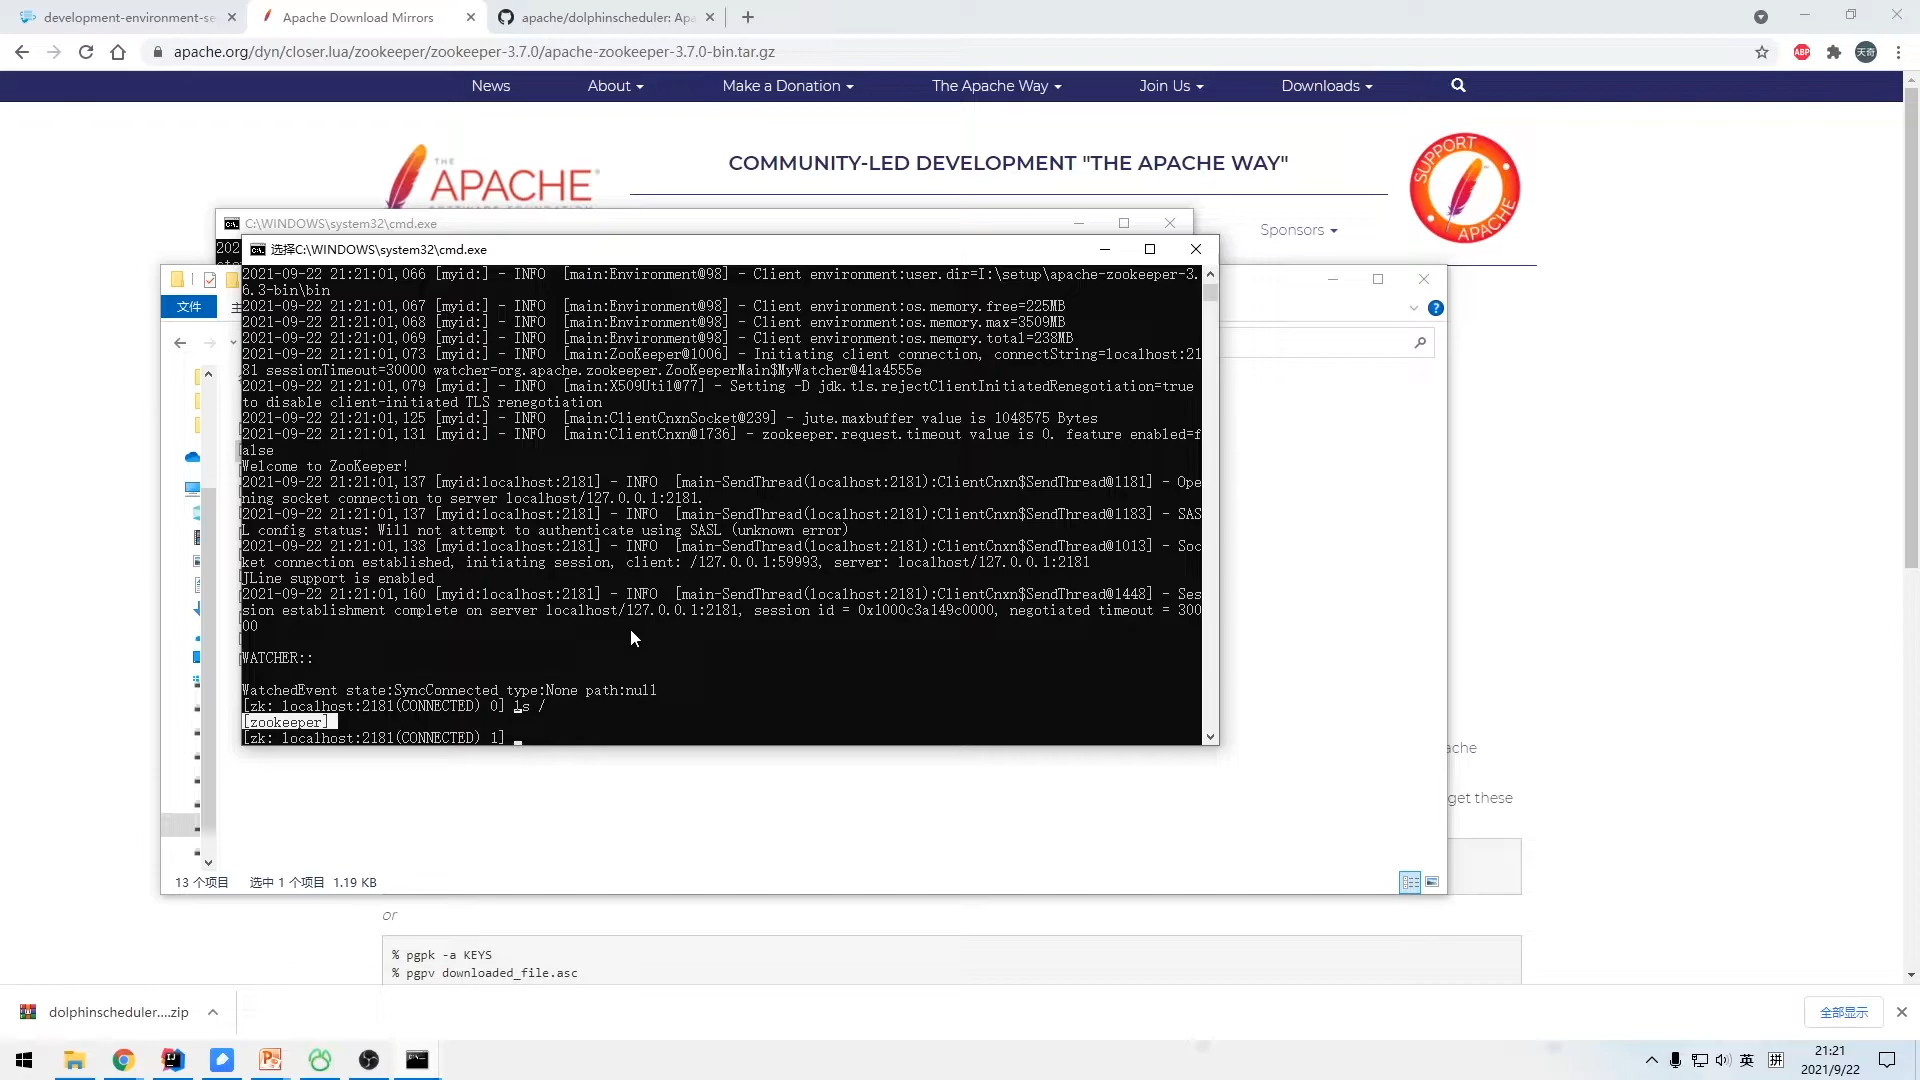 development-environment-se
Apache Download Mirrors
apache/dolphinscheduler: Apa
apache.org/dyn/closer.lua/zookeeper/zookeeper-3.7.0/apache-zookeeper-3.7.0-bin.tar.gz
ABP
天奇
News
About
Make a Donation
The Apache Way
Join Us
Downloads
THE
APACHE
COMMUNITY-LED DEVELOPMENT "THE APACHE WAY"
SUPPORT
APACHE
Sponsors
C:\WINDOWS\system32\cmd.exe
202
选择C:\WINDOWS\system32\cmd.exe
文件
主
2021-09-22 21:21:01,066 [myid:] - INFO  [main:Environment@98] - Client environment:user.dir=I:\setup\apache-zookeeper-3.
6.3-bin\bin
2021-09-22 21:21:01,067 [myid:] - INFO  [main:Environment@98] - Client environment:os.memory.free=225MB
2021-09-22 21:21:01,068 [myid:] - INFO  [main:Environment@98] - Client environment:os.memory.max=3509MB
2021-09-22 21:21:01,069 [myid:] - INFO  [main:Environment@98] - Client environment:os.memory.total=238MB
2021-09-22 21:21:01,073 [myid:] - INFO  [main:ZooKeeper@1006] - Initiating client connection, connectString=localhost:21
81 sessionTimeout=30000 watcher=org.apache.zookeeper.ZooKeeperMain$MyWatcher@41a4555e
2021-09-22 21:21:01,079 [myid:] - INFO  [main:X509Util@77] - Setting -D jdk.tls.rejectClientInitiatedRenegotiation=true
to disable client-initiated TLS renegotiation
2021-09-22 21:21:01,125 [myid:] - INFO  [main:ClientCnxnSocket@239] - jute.maxbuffer value is 1048575 Bytes
2021-09-22 21:21:01,131 [myid:] - INFO  [main:ClientCnxn@1736] - zookeeper.request.timeout value is 0. feature enabled=f
alse
Welcome to ZooKeeper!
2021-09-22 21:21:01,137 [myid:localhost:2181] - INFO  [main-SendThread(localhost:2181):ClientCnxn$SendThread@1181] - Ope
ning socket connection to server localhost/127.0.0.1:2181.
2021-09-22 21:21:01,137 [myid:localhost:2181] - INFO  [main-SendThread(localhost:2181):ClientCnxn$SendThread@1183] - SAS
L config status: Will not attempt to authenticate using SASL (unknown error)
2021-09-22 21:21:01,138 [myid:localhost:2181] - INFO  [main-SendThread(localhost:2181):ClientCnxn$SendThread@1013] - Soc
ket connection established, initiating session, client: /127.0.0.1:59993, server: localhost/127.0.0.1:2181
JLine support is enabled
2021-09-22 21:21:01,160 [myid:localhost:2181] - INFO  [main-SendThread(localhost:2181):ClientCnxn$SendThread@1448] - Ses
sion establishment complete on server localhost/127.0.0.1:2181, session id = 0x1000c3a149c0000, negotiated timeout = 300
00
WATCHER::
WatchedEvent state:SyncConnected type:None path:null
[zk: localhost:2181(CONNECTED) 0] ls /
[zookeeper]
[zk: localhost:2181(CONNECTED) 1]
ache
get these
13 个项目 选中 1 个项目 1.19 KB
or
% pgpk -a KEYS
% pgpv downloaded_file.asc
dolphinscheduler....zip
全部显示
英
拼
21:21
2021/9/22